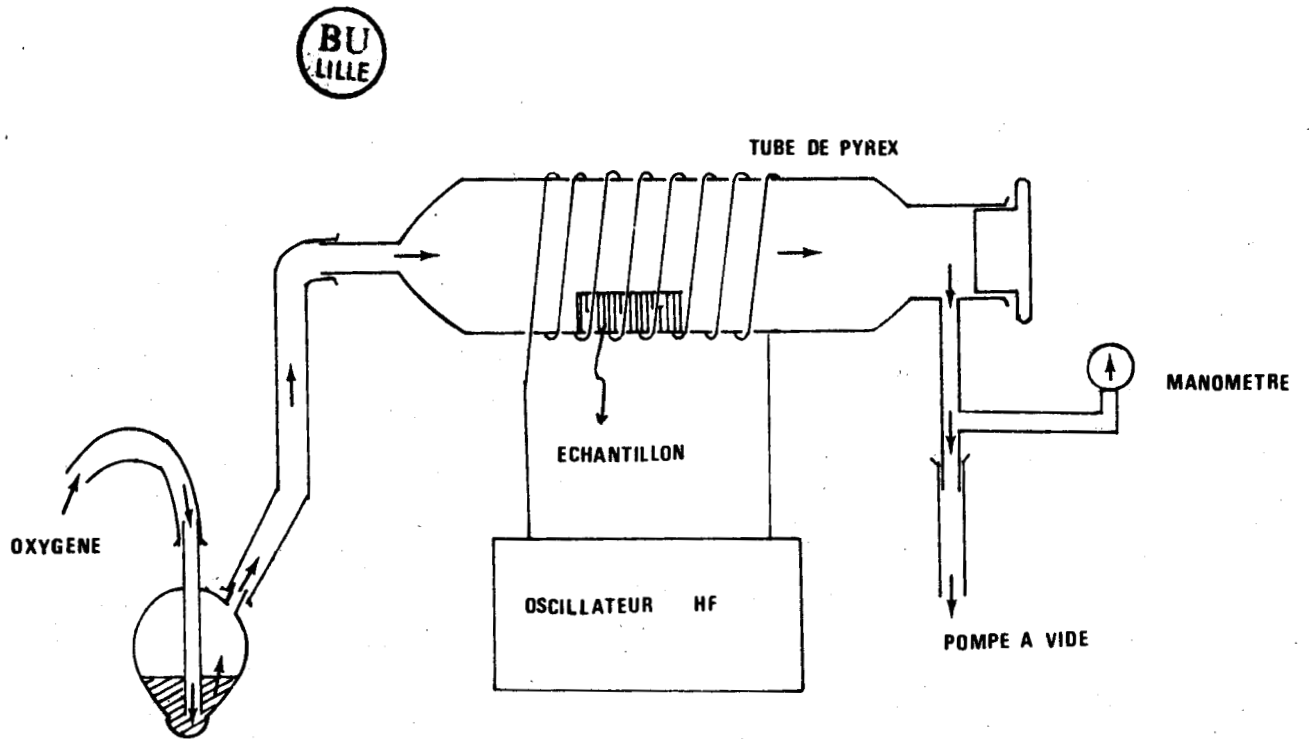 BU
LILLE
TUBE DE PYREX
MANOMETRE
ECHANTILLON
OXYGENE
OSCILLATEUR HF
POMPE A VIDE